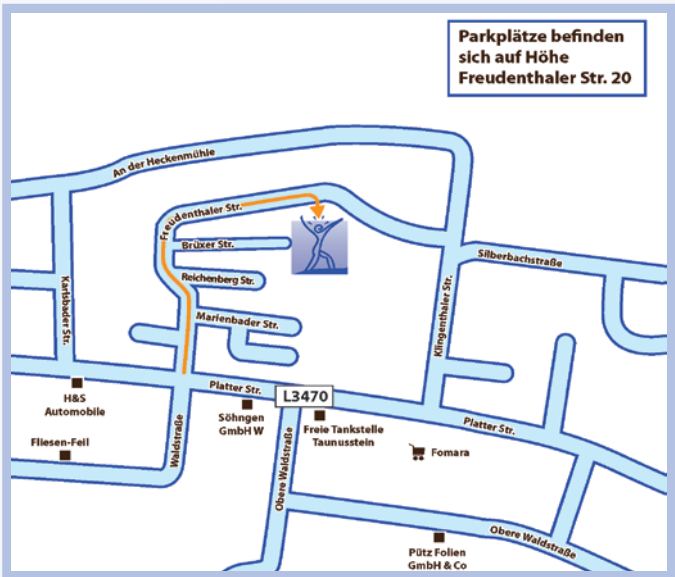 Parkplätze befinden
sich auf Höhe
Freudenthaler Str. 20
An der Heckenmühle
Freudenthaler Str.
Brüxer Str.
Silberbachstraße
Reichenberg Str.
Karlsbader Str.
Klingenthaler Str.
Marienbader Str.
Platter Str.
L3470
H&S
Automobile
Söhngen
GmbH W
Freie Tankstelle
Taunusstein
Platter Str.
Fliesen-Feil
Waldstraße
Fomara
Obere Waldstraße
Obere Waldstraße
Pütz Folien
GmbH & Co